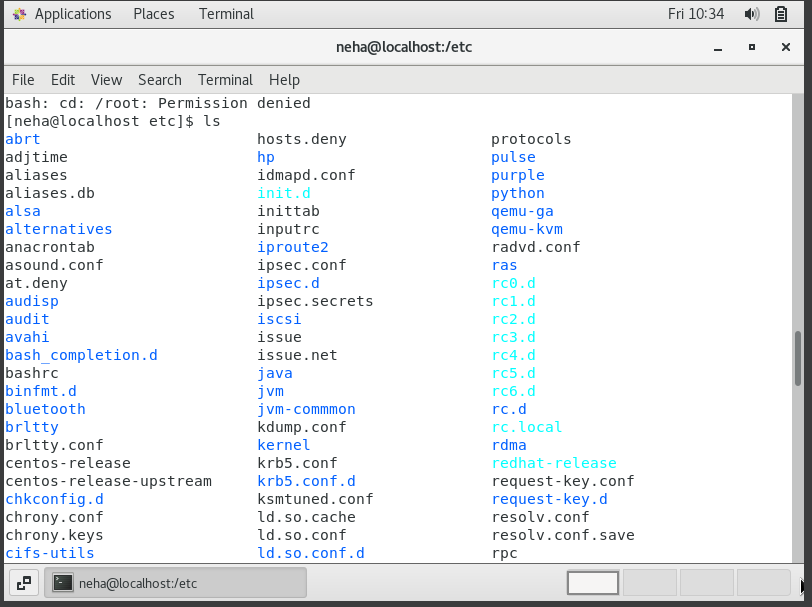 Applications Places Terminal Fri 10:34
neha@localhost:/etc
File Edit View Search Terminal Help
bash: cd: /root: Permission denied
[neha@localhost etc]$ ls
abrt hosts.deny protocols
adjtime hp pulse
aliases idmapd.conf purple
aliases.db init.d python
alsa inittab qemu-ga
alternatives inputrc qemu-kvm
anacrontab iproute2 radvd.conf
asound.conf ipsec.conf ras
at.deny ipsec.d rc0.d
audisp ipsec.secrets rc1.d
audit iscsi rc2.d
avahi issue rc3.d
bash_completion.d issue.net rc4.d
bashrc java rc5.d
binfmt.d jvm rc6.d
bluetooth jvm-commmon rc.d
brltty kdump.conf rc.local
brltty.conf kernel rdma
centos-release krb5.conf redhat-release
centos-release-upstream krb5.conf.d request-key.conf
chkconfig.d ksmtuned.conf request-key.d
chrony.conf ld.so.cache resolv.conf
chrony.keys ld.so.conf resolv.conf.save
cifs-utils ld.so.conf.d rpc
neha@localhost:/etc